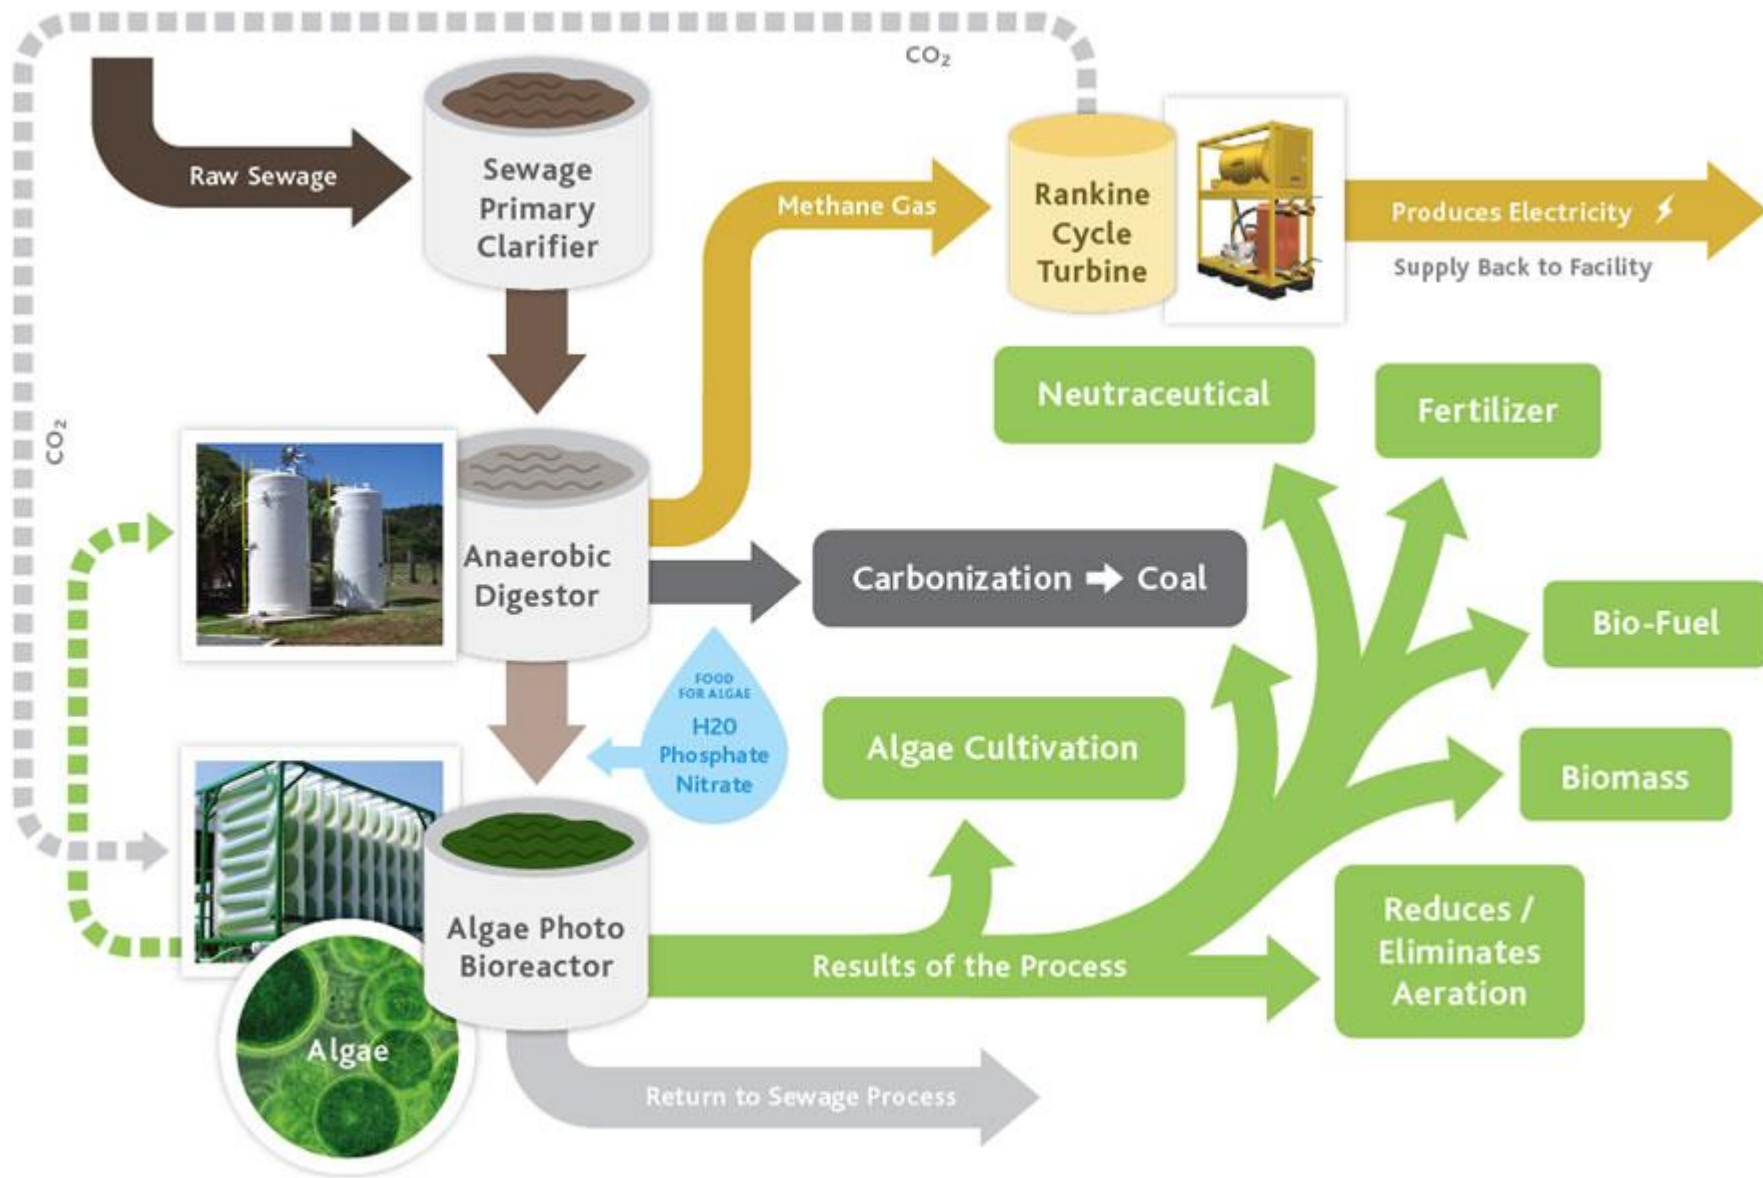 CO₂
Raw Sewage
Sewage
Primary
Clarifier
Methane Gas
Rankine
Cycle
Turbine
Produces Electricity
Supply Back to Facility
CO₂
Neutraceutical
Fertilizer
Anaerobic
Digestor
Carbonization → Coal
Bio-Fuel
FOOD
FOR ALGAE
H2O
Phosphate
Nitrate
Algae Cultivation
Biomass
Algae Photo
Bioreactor
Results of the Process
Reduces /
Eliminates
Aeration
Algae
Return to Sewage Process